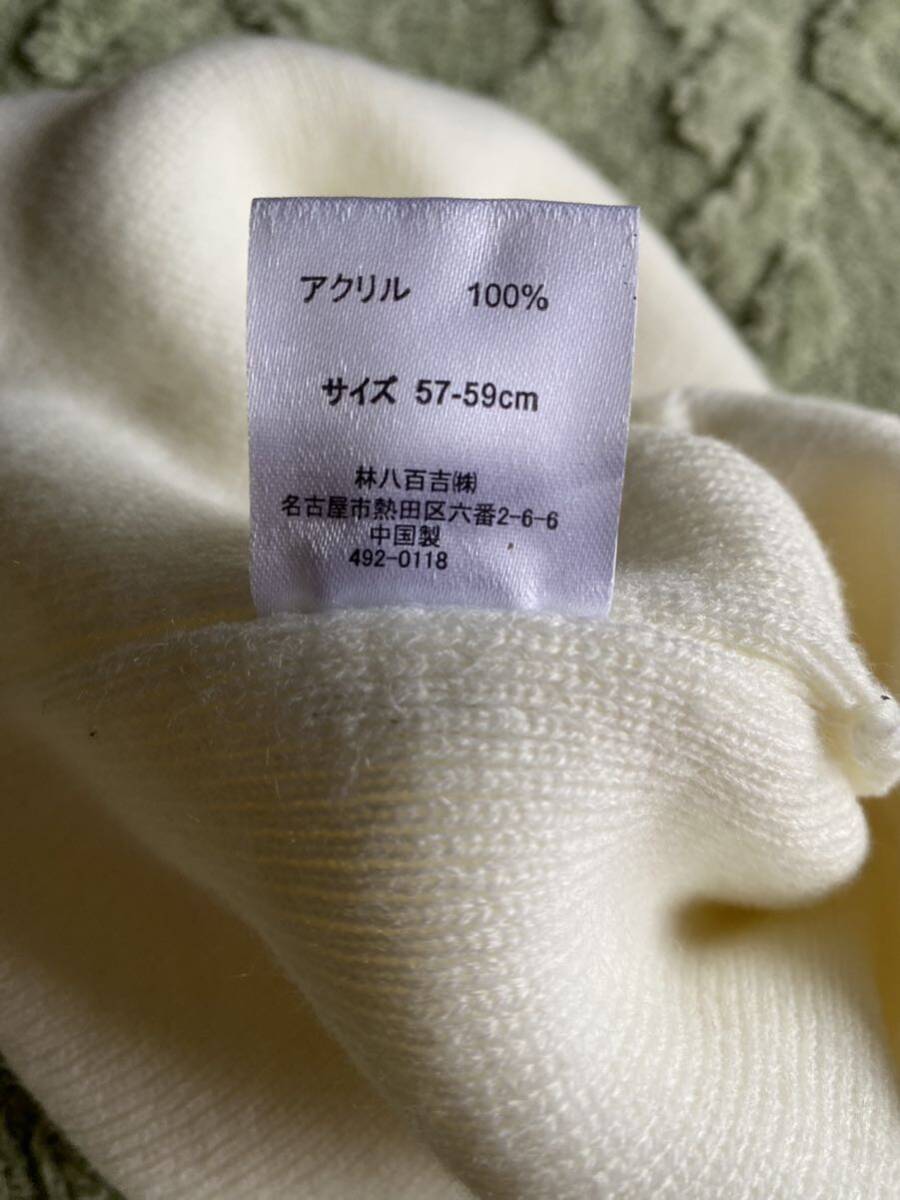 アクリル 100%
サイズ 57-59cm
林八百吉㈱
名古屋市熱田区六番2-6-6
中国製
492-0118